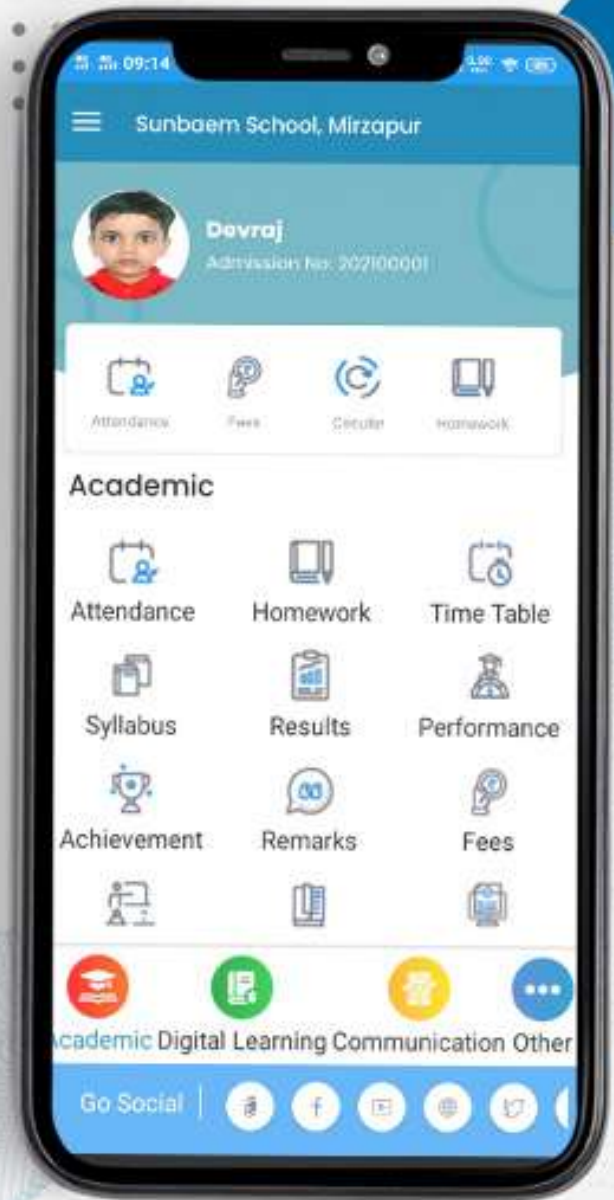 09:14
Sunbaem School, Mirzapur
Devraj
Admission No: 202100001
Attendance Fees Circular Homework
Academic
Attendance Homework Time Table
Syllabus Results Performance
Achievement Remarks Fees
Academic Digital Learning Communication Other
Go Social